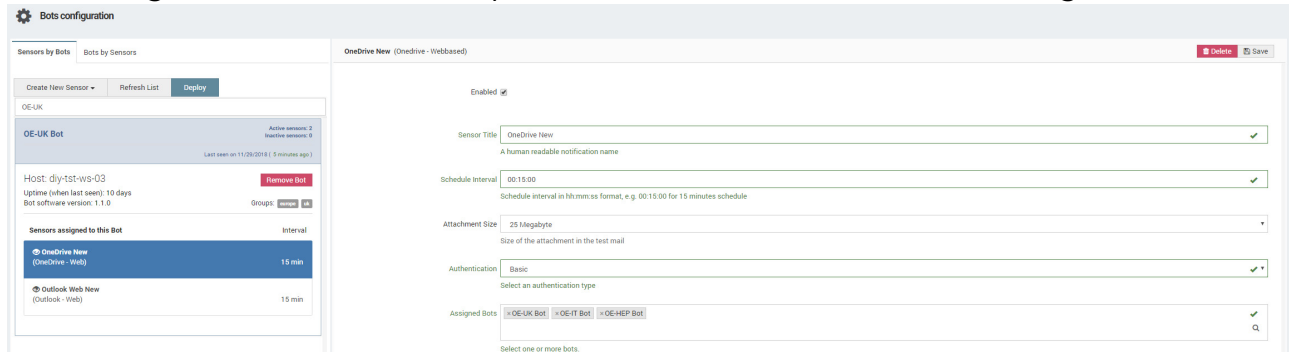 Bots configuration
Sensors by Bots Bots by Sensors
OneDrive New (Onedrive - Webbased)
Delete Save
Create New Sensor Refresh List Deploy
OE-UK
OE-UK Bot
Active sensors: 2
Inactive sensors: 0
Last seen on 11/29/2018 ( 5 minutes ago )
Host: diy-tst-ws-03
Remove Bot
Uptime (when last seen): 10 days
Bot software version: 1.1.0
Groups: europe uk
Sensors assigned to this Bot Interval
OneDrive New
(OneDrive - Web) 15 min
Outlook Web New
(Outlook - Web) 15 min
Enabled
Sensor Title OneDrive New
A human readable notification name
Schedule Interval 00:15:00
Schedule interval in hh:mm:ss format, e.g. 00:15:00 for 15 minutes schedule
Attachment Size 25 Megabyte
Size of the attachment in the test mail
Authentication Basic
Select an authentication type
Assigned Bots ×OE-UK Bot ×OE-IT Bot ×OE-HEP Bot
Select one or more bots.